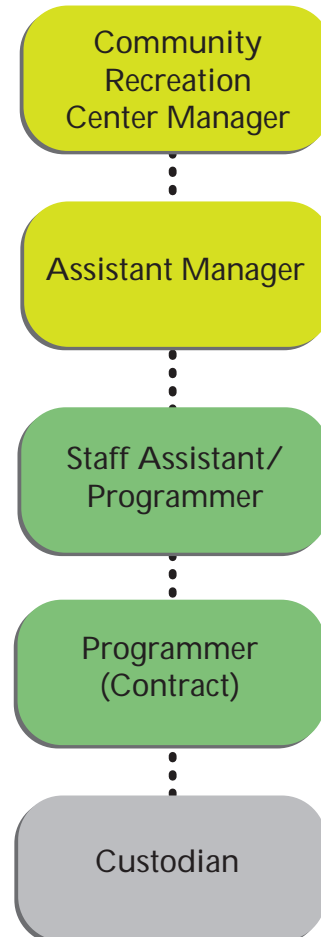 Community
Recreation
Center Manager
Assistant Manager
Staff Assistant/
Programmer
Programmer
(Contract)
Custodian